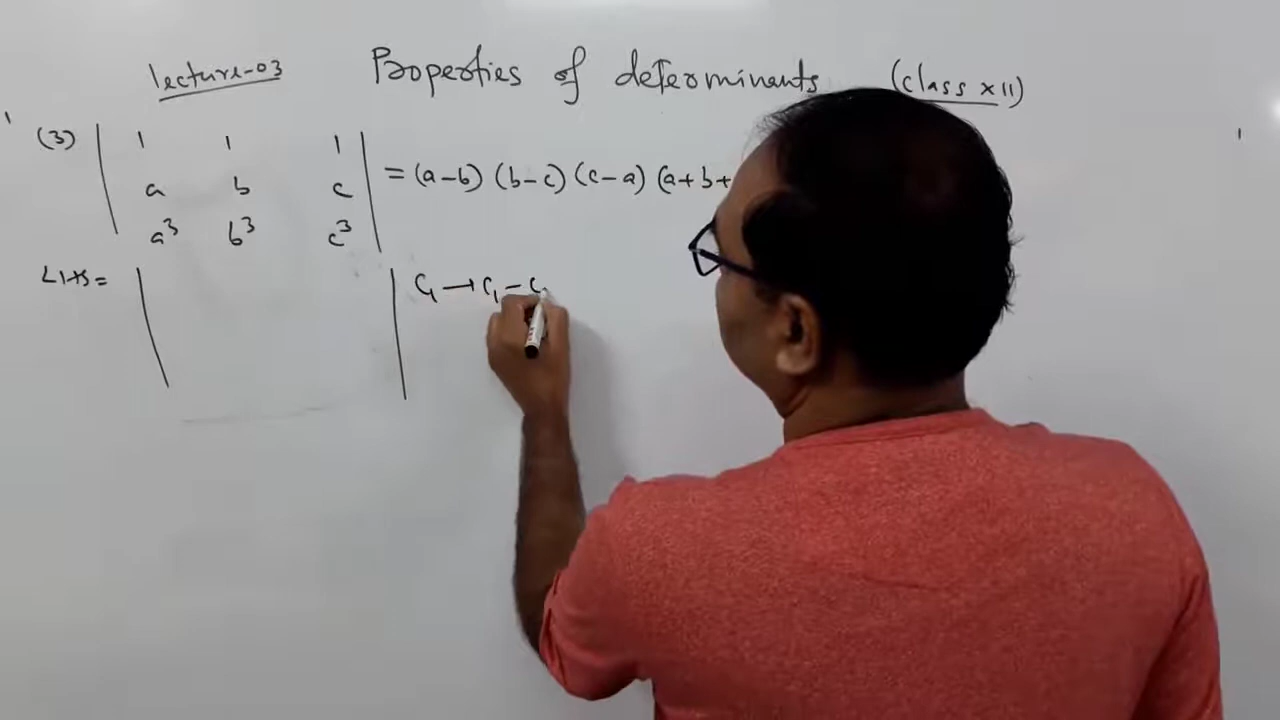 lecture-03 Properties of determinants (class XII)
(3) | 1 1 1 |
| a b c | = (a-b) (b-c) (c-a) (a+b+
| a³ b³ c³ |
LHS = | | C₁ → C₁ - C